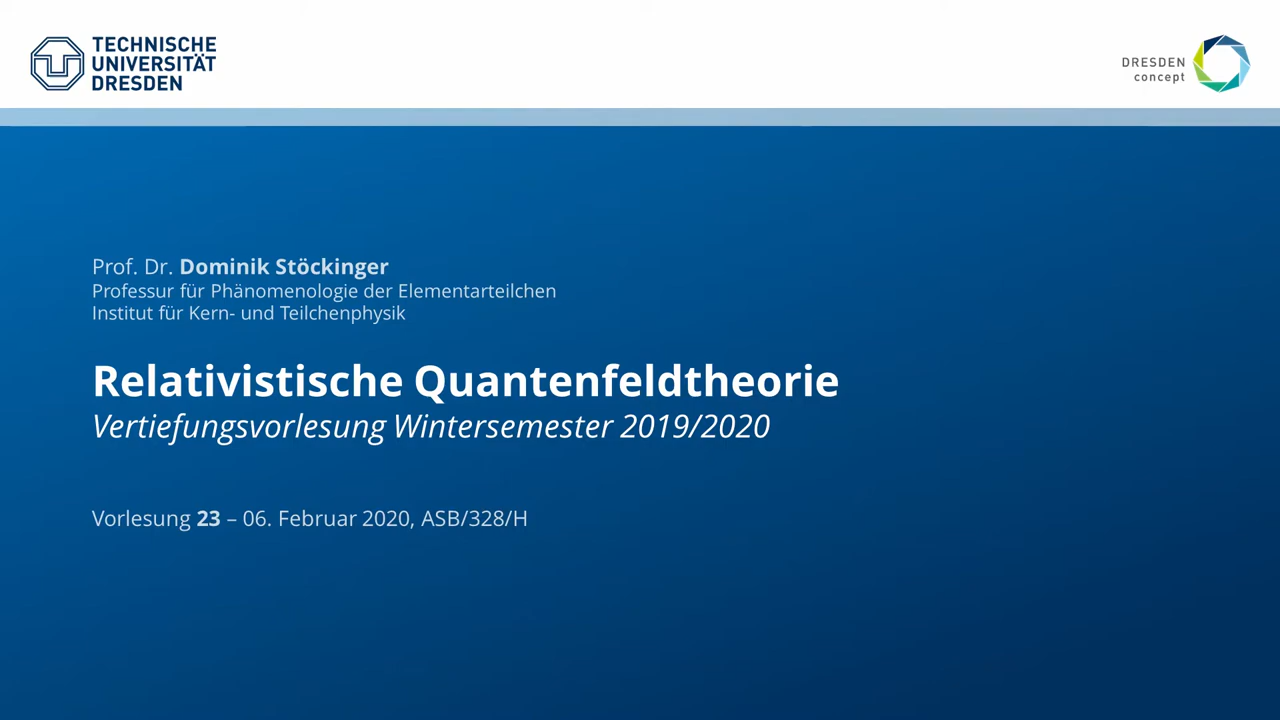 TECHNISCHE
UNIVERSITÄT
DRESDEN
DRESDEN
concept
Prof. Dr. Dominik Stöckinger
Professur für Phänomenologie der Elementarteilchen
Institut für Kern- und Teilchenphysik
Relativistische Quantenfeldtheorie
Vertiefungsvorlesung Wintersemester 2019/2020
Vorlesung 23 – 06. Februar 2020, ASB/328/H